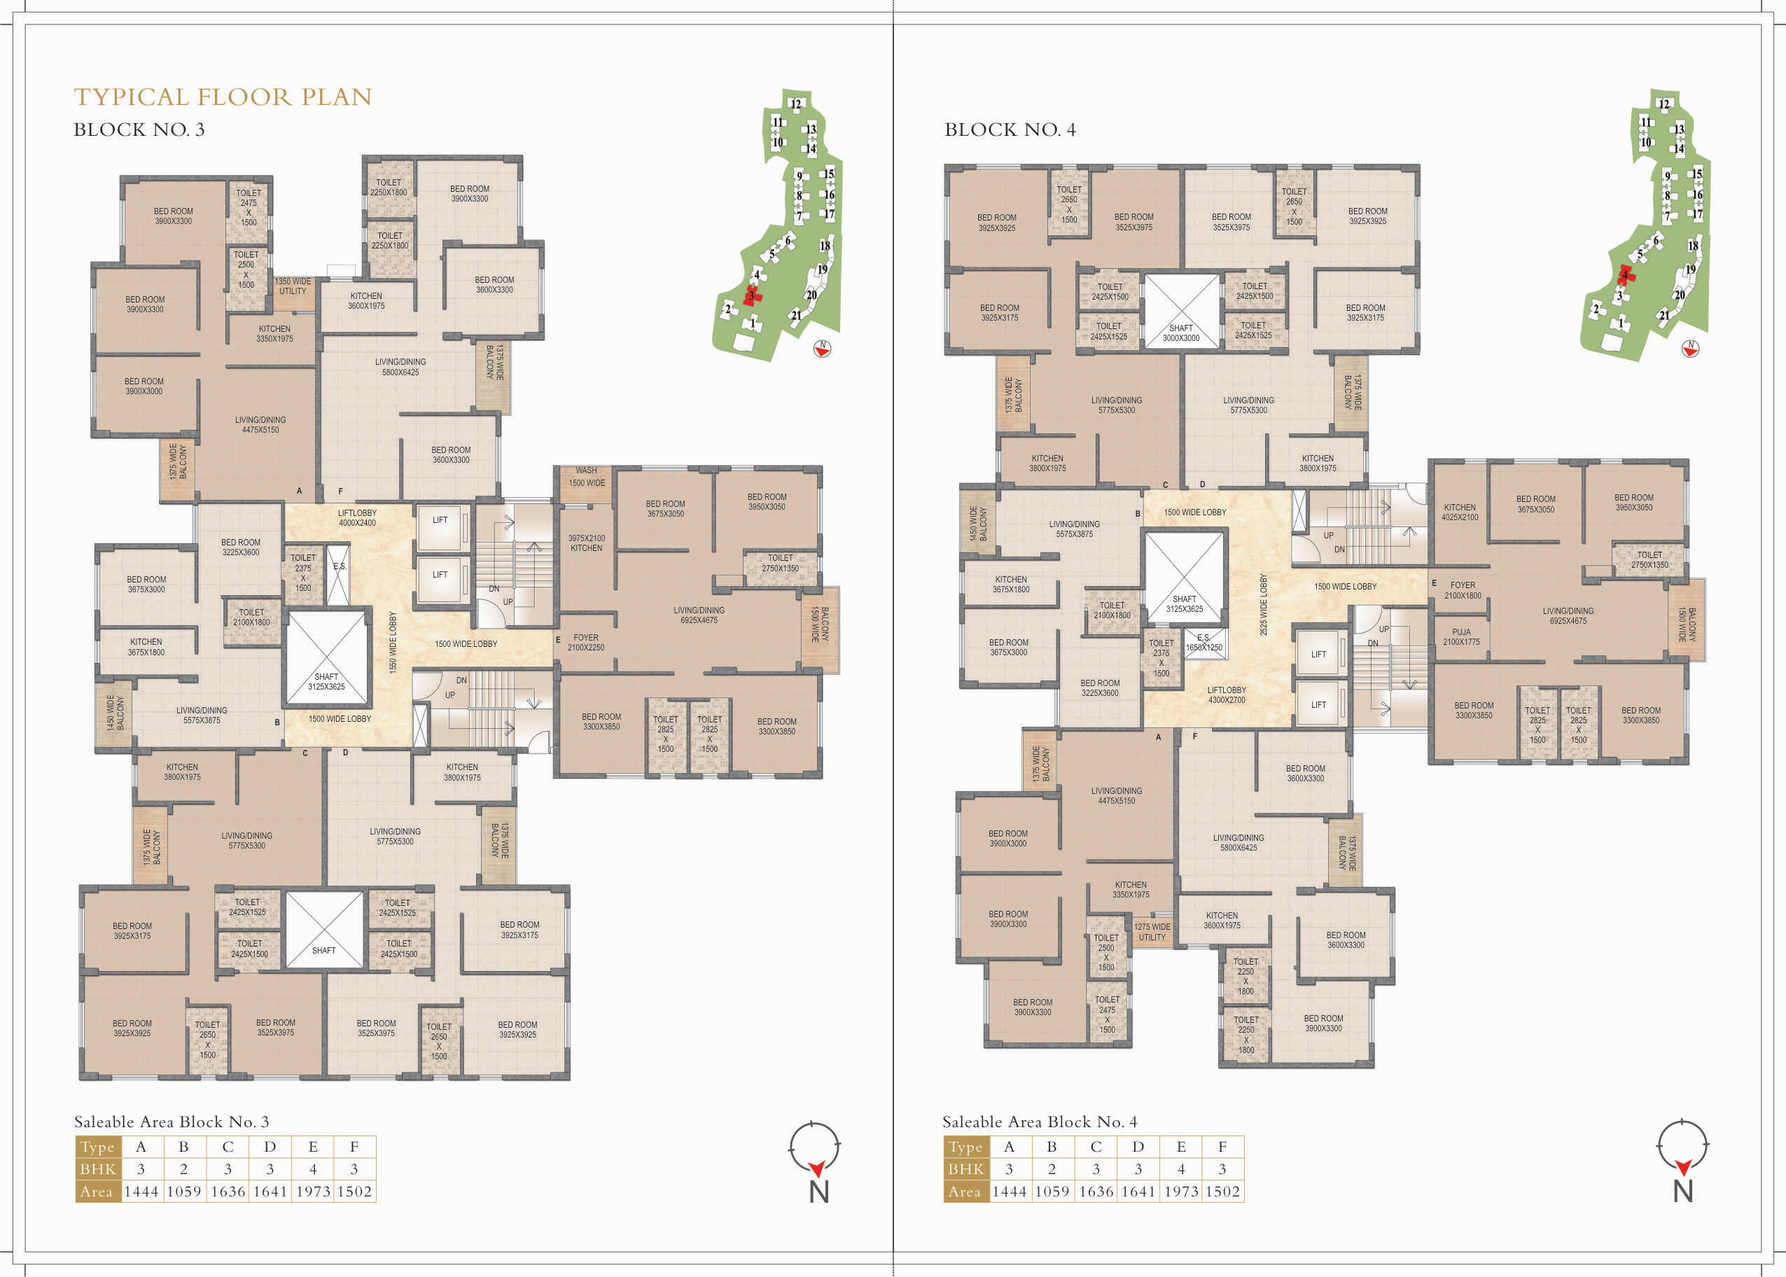 TYPICAL FLOOR PLAN
BLOCK NO. 3
12
11
13
10
14
9
15
8
16
7
17
6
5
18
4
19
3
20
2
1
21
N
TOILET
2250X1800
BED ROOM
3900X3300
BED ROOM
3900X3300
TOILET
2475
X
1500
TOILET
2250X1800
TOILET
2500
X
1500
1350 WIDE
UTILITY
KITCHEN
3600X1975
BED ROOM
3600X3300
BED ROOM
3900X3300
KITCHEN
3350X1975
LIVING/DINING
5800X6425
1375 WIDE
BALCONY
BED ROOM
3900X3000
LIVING/DINING
4475X5150
1375 WIDE
BALCONY
BED ROOM
3600X3300
A
F
WASH
1500 WIDE
BED ROOM
3675X3050
BED ROOM
3950X3050
LIFTLOBBY
4000X2400
LIFT
BED ROOM
3225X3600
TOILET
2375
X
1500
E.S.
LIFT
3975X2100
KITCHEN
TOILET
2750X1350
BED ROOM
3675X3000
DN
UP
TOILET
2100X1800
LIVING/DINING
6925X4675
1500 WIDE
BALCONY
KITCHEN
3675X1800
1550 WIDE LOBBY
1500 WIDE LOBBY
E
FOYER
2100X2250
SHAFT
3125X3625
DN
UP
1450 WIDE
BALCONY
LIVING/DINING
5575X3875
B
1500 WIDE LOBBY
BED ROOM
3300X3850
TOILET
2825
X
1500
TOILET
2825
X
1500
BED ROOM
3300X3850
C
D
KITCHEN
3800X1975
KITCHEN
3800X1975
1375 WIDE
BALCONY
LIVING/DINING
5775X5300
LIVING/DINING
5775X5300
1375 WIDE
BALCONY
BED ROOM
3925X3175
TOILET
2425X1525
TOILET
2425X1525
BED ROOM
3925X3175
TOILET
2425X1500
SHAFT
TOILET
2425X1500
BED ROOM
3925X3925
TOILET
2650
X
1500
BED ROOM
3525X3975
BED ROOM
3525X3975
TOILET
2650
X
1500
BED ROOM
3925X3925
Saleable Area Block No. 3
Type A B C D E F
BHK 3 2 3 3 4 3
Area 1444 1059 1636 1641 1973 1502
N
BLOCK NO. 4
12
11
13
10
14
9
15
8
16
7
17
6
5
18
4
19
3
20
2
1
21
N
BED ROOM
3925X3925
TOILET
2650
X
1500
BED ROOM
3525X3975
BED ROOM
3525X3975
TOILET
2650
X
1500
BED ROOM
3925X3925
BED ROOM
3925X3175
TOILET
2425X1500
TOILET
2425X1500
BED ROOM
3925X3175
TOILET
2425X1525
SHAFT
3000X3000
TOILET
2425X1525
1375 WIDE
BALCONY
LIVING/DINING
5775X5300
LIVING/DINING
5775X5300
1375 WIDE
BALCONY
KITCHEN
3800X1975
KITCHEN
3800X1975
C
D
1450 WIDE
BALCONY
LIVING/DINING
5575X3875
B
1500 WIDE LOBBY
UP
DN
KITCHEN
4025X2100
BED ROOM
3675X3050
BED ROOM
3950X3050
TOILET
2750X1350
KITCHEN
3675X1800
SHAFT
3125X3625
2525 WIDE LOBBY
1500 WIDE LOBBY
E
FOYER
2100X1800
LIVING/DINING
6925X4675
1500 WIDE
BALCONY
TOILET
2100X1800
PUJA
2100X1775
BED ROOM
3675X3000
TOILET
2375
X
1500
E.S.
1650X1250
LIFT
UP
DN
BED ROOM
3225X3600
LIFTLOBBY
4300X2700
LIFT
BED ROOM
3300X3850
TOILET
2825
X
1500
TOILET
2825
X
1500
BED ROOM
3300X3850
A
F
1375 WIDE
BALCONY
LIVING/DINING
4475X5150
BED ROOM
3600X3300
BED ROOM
3900X3000
LIVING/DINING
5800X6425
1375 WIDE
BALCONY
KITCHEN
3350X1975
BED ROOM
3900X3300
1275 WIDE
UTILITY
KITCHEN
3600X1975
BED ROOM
3600X3300
TOILET
2500
X
1500
TOILET
2250
X
1800
BED ROOM
3900X3300
TOILET
2475
X
1500
TOILET
2250
X
1800
BED ROOM
3900X3300
Saleable Area Block No. 4
Type A B C D E F
BHK 3 2 3 3 4 3
Area 1444 1059 1636 1641 1973 1502
N